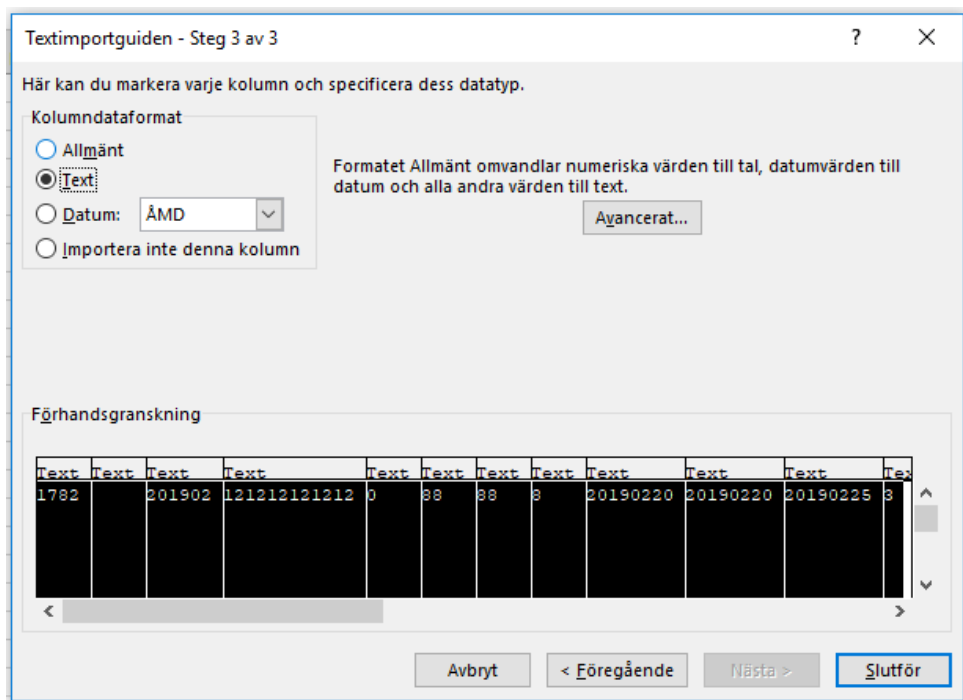 Textimportguiden - Steg 3 av 3
Här kan du markera varje kolumn och specificera dess datatyp.
Kolumndataformat
Allmänt
Text
Datum: ÅMD
Importera inte denna kolumn
Formatet Allmänt omvandlar numeriska värden till tal, datumvärden till
datum och alla andra värden till text.
Avancerat...
Förhandsgranskning
Text Text Text Text Text Text Text Text Text Text Text Tex
1782 201902 121212121212 0 88 88 8 20190220 20190220 20190225 3
Avbryt < Föregående Nästa > Slutför